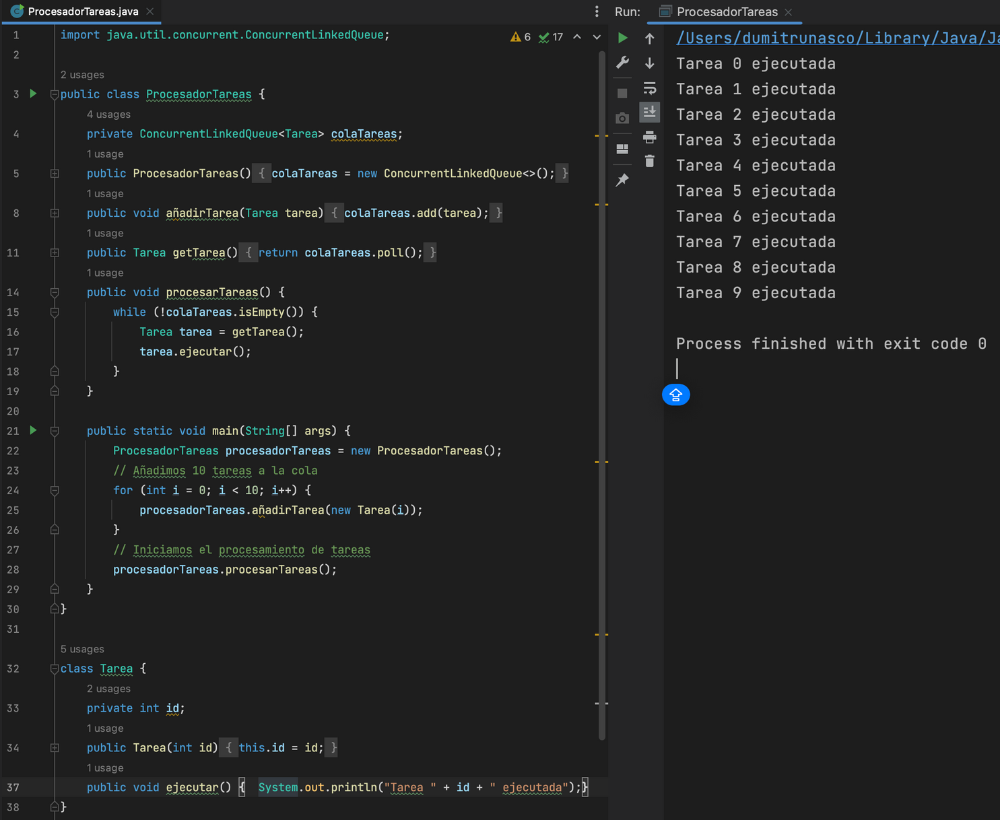 ProcesadorTareas.java
6 17
1 import java.util.concurrent.ConcurrentLinkedQueue;
2
2 usages
3 public class ProcesadorTareas {
4 usages
4 private ConcurrentLinkedQueue<Tarea> colaTareas;
1 usage
5 public ProcesadorTareas() { colaTareas = new ConcurrentLinkedQueue<>(); }
1 usage
8 public void añadirTarea(Tarea tarea) { colaTareas.add(tarea); }
1 usage
11 public Tarea getTarea() { return colaTareas.poll(); }
1 usage
14 public void procesarTareas() {
15 while (!colaTareas.isEmpty()) {
16 Tarea tarea = getTarea();
17 tarea.ejecutar();
18 }
19 }
20
21 public static void main(String[] args) {
22 ProcesadorTareas procesadorTareas = new ProcesadorTareas();
23 // Añadimos 10 tareas a la cola
24 for (int i = 0; i < 10; i++) {
25 procesadorTareas.añadirTarea(new Tarea(i));
26 }
27 // Iniciamos el procesamiento de tareas
28 procesadorTareas.procesarTareas();
29 }
30 }
31
5 usages
32 class Tarea {
2 usages
33 private int id;
1 usage
34 public Tarea(int id) { this.id = id; }
1 usage
37 public void ejecutar() { System.out.println("Tarea " + id + " ejecutada");}
38 }
Run: ProcesadorTareas
/Users/dumitrunasco/Library/Java/
Tarea 0 ejecutada
Tarea 1 ejecutada
Tarea 2 ejecutada
Tarea 3 ejecutada
Tarea 4 ejecutada
Tarea 5 ejecutada
Tarea 6 ejecutada
Tarea 7 ejecutada
Tarea 8 ejecutada
Tarea 9 ejecutada
Process finished with exit code 0